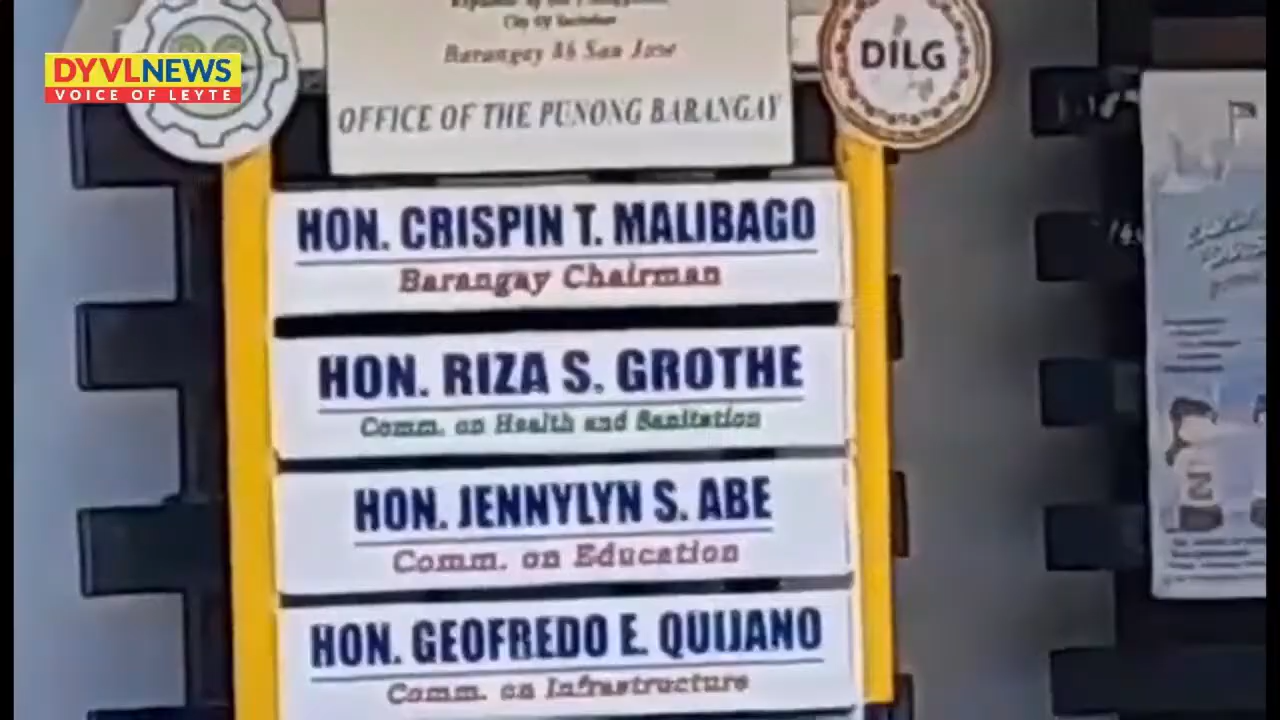 DYVLNEWS
VOICE OF LEYTE
City Of
Barangay 86 San Jose
OFFICE OF THE PUNONG BARANGAY
DILG
HON. CRISPIN T. MALIBAGO
Barangay Chairman
HON. RIZA S. GROTHE
Comm. on Health and Sanitation
HON. JENNYLYN S. ABE
Comm. on Education
HON. GEOFREDO E. QUIJANO
Comm. on Infrastructure